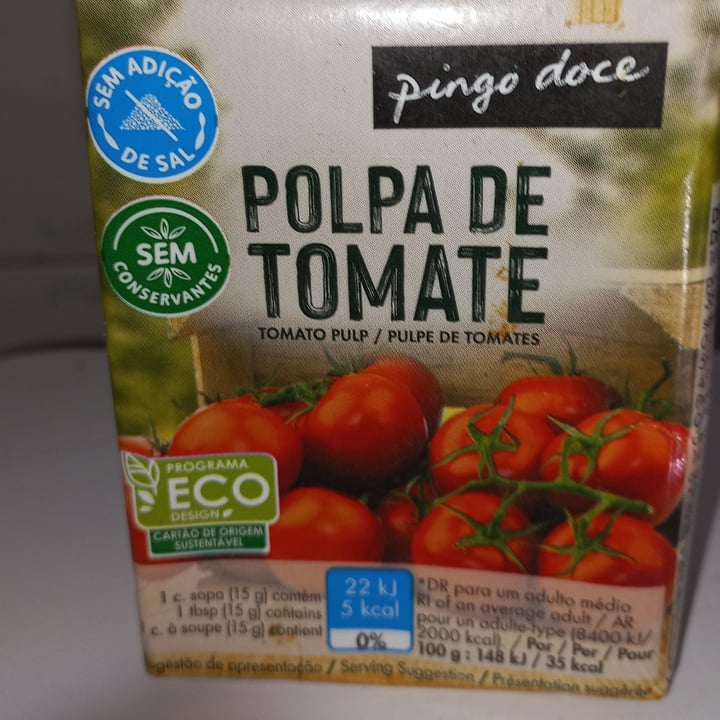 SEM ADIÇÃO
DE SAL
pingo doce
POLPA DE
TOMATE
TOMATO PULP / PULPE DE TOMATES
SEM
CONSERVANTES
PROGRAMA
ECO
DESIGN
CARTÃO DE ORIGEM
SUSTENTÁVEL
1 c. sopa (15 g) contém
1 tbsp (15 g) contains
c. à soupe (15 g) contient
22 kJ
5 kcal
0%
*DR para um adulto médio
RI of an average adult / AR
pour un adulte-type (8400 kJ/
2000 kcal). / Por / Per / Pour
100 g : 148 kJ / 35 kcal
ugestão de apresentação / Serving Suggestion / Présentation suggérée